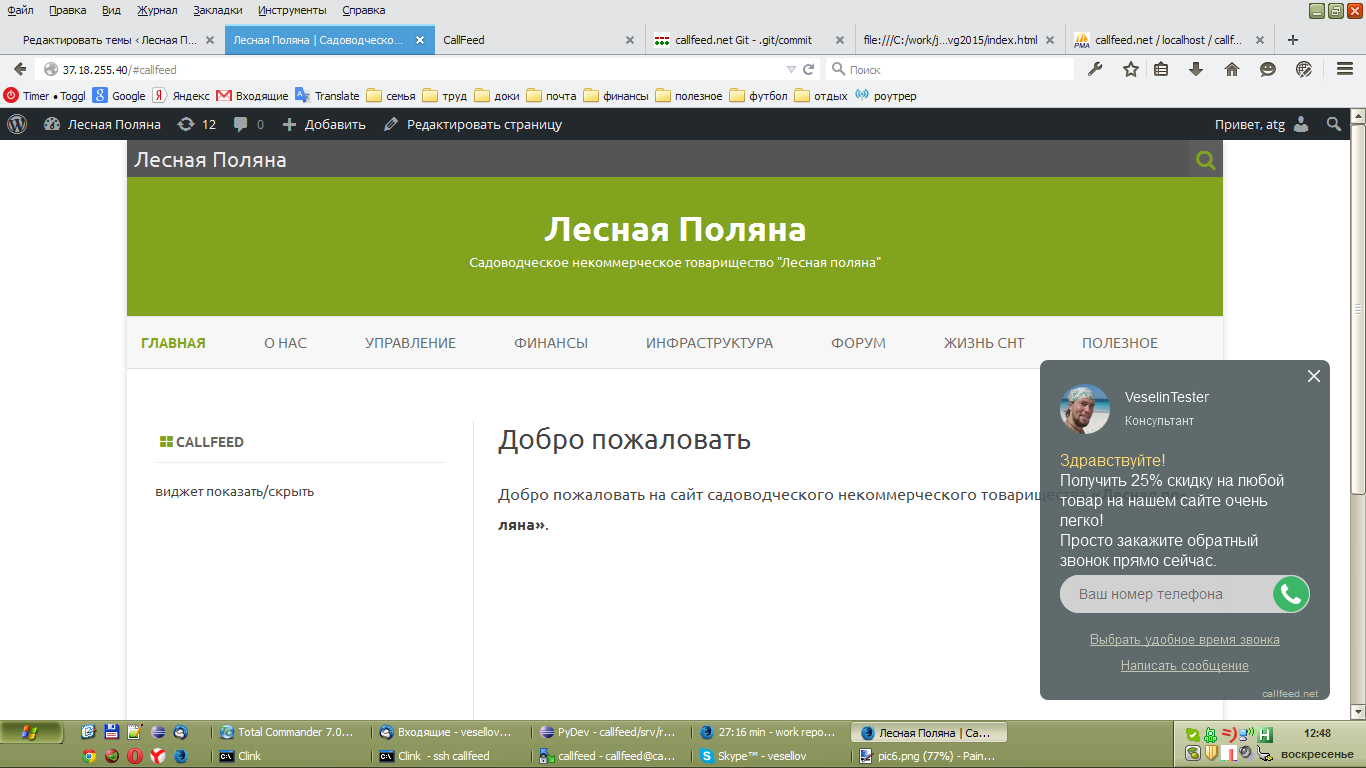 Файл Правка Вид Журнал Закладки Инструменты Справка
Редактировать темы ‹ Лесная П... Лесная Поляна | Садоводческо... CallFeed callfeed.net Git - .git/commit file:///C:/work/j...vg2015/index.html callfeed.net / localhost / callf...
37.18.255.40/#callfeed Поиск
Timer • Toggl Google Яндекс Входящие Translate семья труд доки почта финансы полезное футбол отдых роутрер
Лесная Поляна 12 0 Добавить Редактировать страницу Привет, atg
Лесная Поляна
Лесная Поляна
Садоводческое некоммерческое товарищество "Лесная поляна"
ГЛАВНАЯ О НАС УПРАВЛЕНИЕ ФИНАНСЫ ИНФРАСТРУКТУРА ФОРУМ ЖИЗНЬ СНТ ПОЛЕЗНОЕ
CALLFEED
виджет показать/скрыть
Добро пожаловать
Добро пожаловать на сайт садоводческого некоммерческого товарищества «Лесная по-
ляна».
VeselinTester
Консультант
Здравствуйте!
Получить 25% скидку на любой
товар на нашем сайте очень
легко!
Просто закажите обратный
звонок прямо сейчас.
Ваш номер телефона
Выбрать удобное время звонка
Написать сообщение
callfeed.net
Total Commander 7.0... Входящие - vesellov... PyDev - callfeed/srv/r... 27:16 min - work repo... Лесная Поляна | Са... 12:48
Clink Clink - ssh callfeed callfeed - callfeed@ca... Skype™ - vesellov pic6.png (77%) - Pain... воскресенье